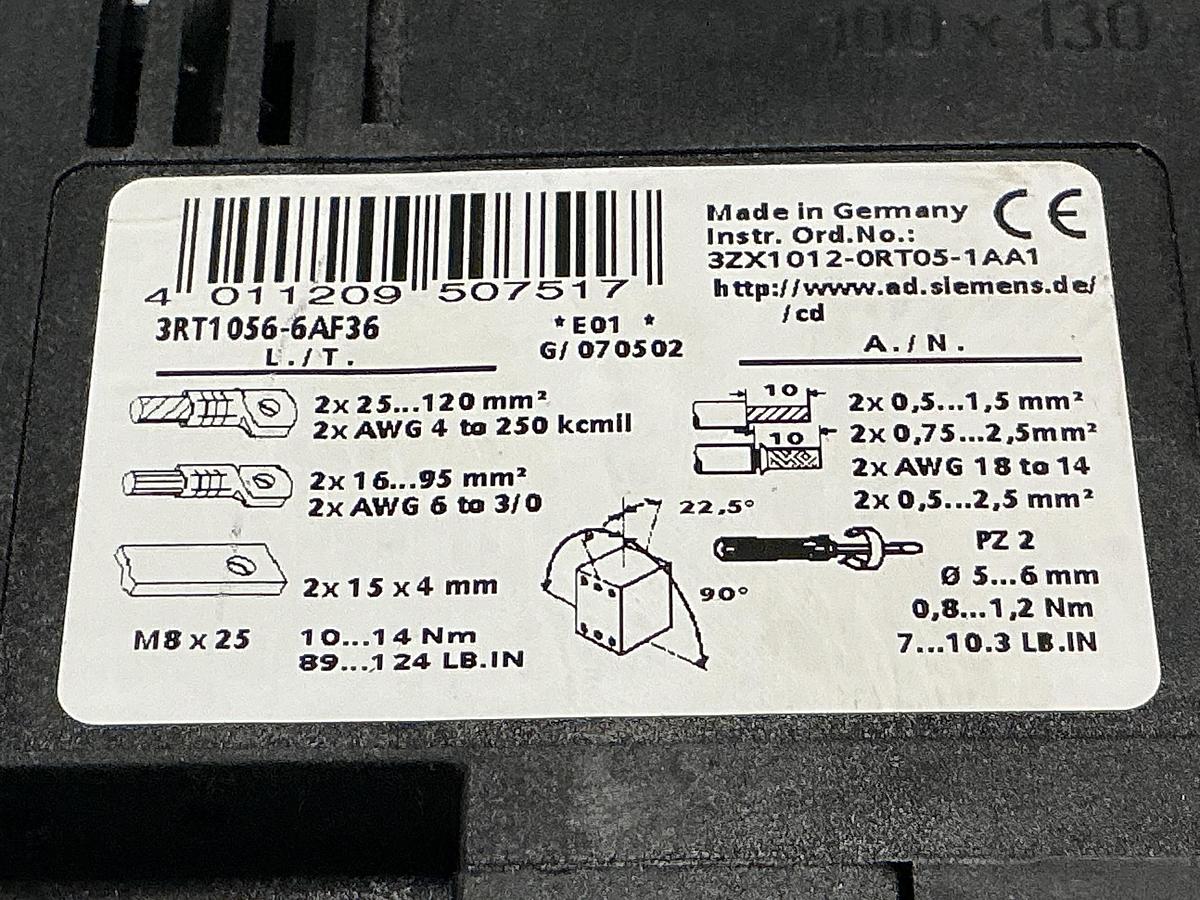 100 x 130
4 011209 507517
3RT1056-6AF36
*E01 *
G/ 070502
Made in Germany
CE
Instr. Ord.No.:
3ZX1012-0RT05-1AA1
http://www.ad.siemens.de/
/cd
L./T.
2x 25...120 mm²
2x AWG 4 to 250 kcmil
2x 16...95 mm²
2x AWG 6 to 3/0
2x 15 x 4 mm
M8 x 25
10...14 Nm
89...124 LB.IN
22,5°
90°
A./N.
10
10
2x 0,5...1,5 mm²
2x 0,75...2,5mm²
2x AWG 18 to 14
2x 0,5...2,5 mm²
PZ 2
Ø 5...6 mm
0,8...1,2 Nm
7...10.3 LB.IN